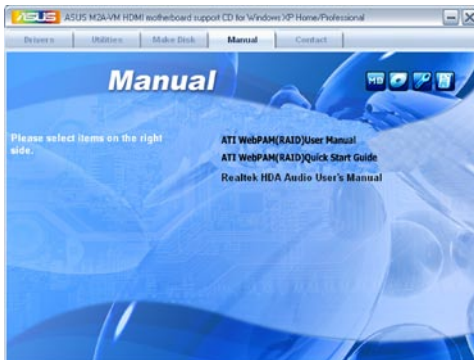 ASUS ASUS M2A-VM HDMI motherboard support CD for Windows XP Home/Professional
Drivers Utilities Make Disk Manual Contact
Manual
Please select items on the right
side.
ATI WebPAM(RAID)User Manual
ATI WebPAM(RAID)Quick Start Guide
Realtek HDA Audio User's Manual